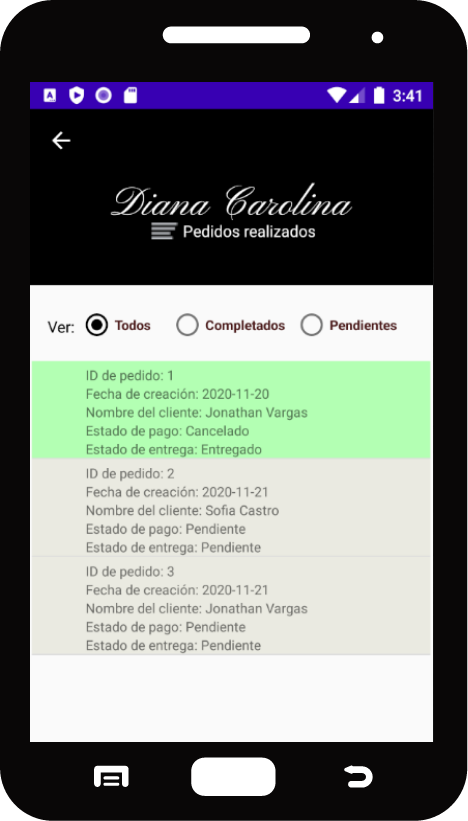 3:41
Diana Carolina
Pedidos realizados
Ver: Todos Completados Pendientes
ID de pedido: 1
Fecha de creación: 2020-11-20
Nombre del cliente: Jonathan Vargas
Estado de pago: Cancelado
Estado de entrega: Entregado
ID de pedido: 2
Fecha de creación: 2020-11-21
Nombre del cliente: Sofia Castro
Estado de pago: Pendiente
Estado de entrega: Pendiente
ID de pedido: 3
Fecha de creación: 2020-11-21
Nombre del cliente: Jonathan Vargas
Estado de pago: Pendiente
Estado de entrega: Pendiente